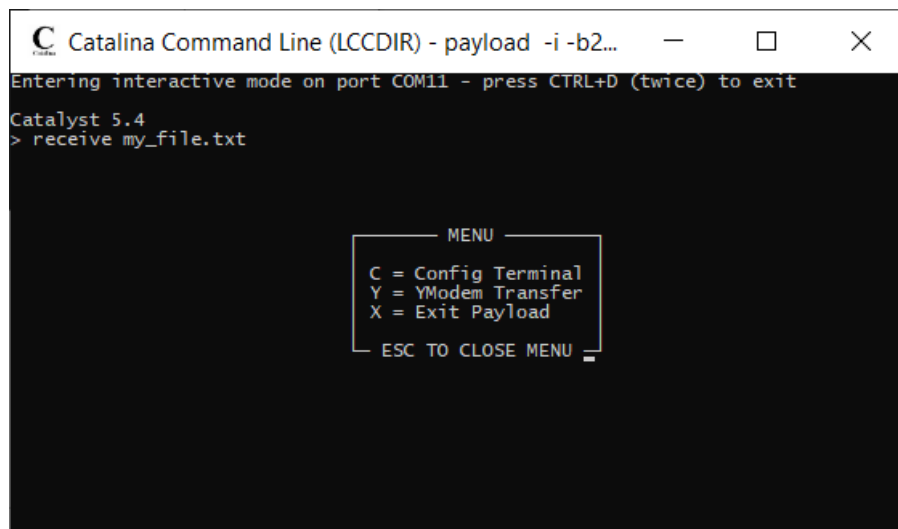 C Catalina Catalina Command Line (LCCDIR) - payload -i -b2...
Entering interactive mode on port COM11 - press CTRL+D (twice) to exit
Catalyst 5.4
> receive my_file.txt
MENU
C = Config Terminal
Y = YModem Transfer
X = Exit Payload
ESC TO CLOSE MENU